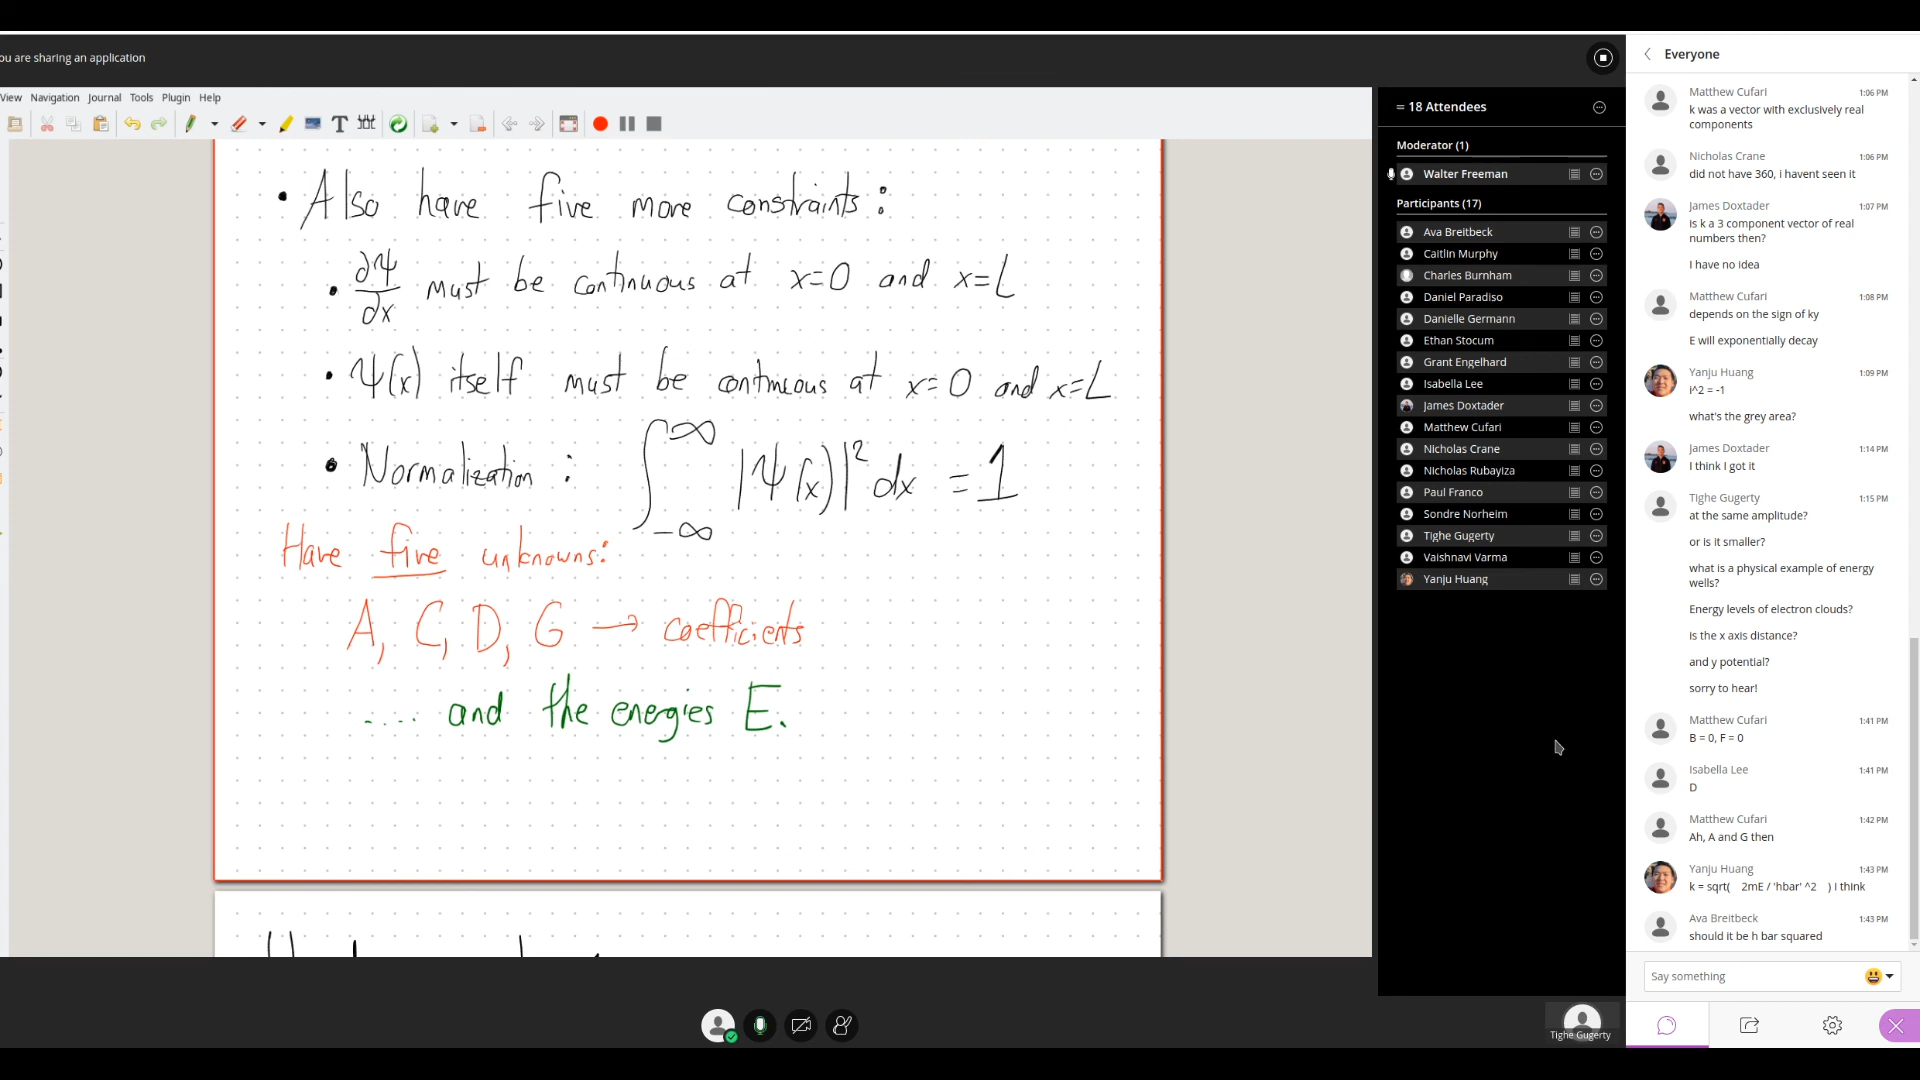 ou are sharing an application
View Navigation Journal Tools Plugin Help
T
• Also have five more constraints:
• ∂Ψ/∂x must be continuous at x=0 and x=L
• Ψ(x) itself must be continuous at x=0 and x=L
• Normalization: ∫_{-∞}^{∞} |Ψ(x)|² dx = 1
Have five unknowns:
A, C, D, G → coefficients
.... and the energies E.
18 Attendees
Moderator (1)
Walter Freeman
Participants (17)
Ava Breitbeck
Caitlin Murphy
Charles Burnham
Daniel Paradiso
Danielle Germann
Ethan Stocum
Grant Engelhard
Isabella Lee
James Doxtader
Matthew Cufari
Nicholas Crane
Nicholas Rubayiza
Paul Franco
Sondre Norheim
Tighe Gugerty
Vaishnavi Varma
Yanju Huang
Tighe Gugerty
Everyone
Matthew Cufari 1:06 PM
k was a vector with exclusively real
components
Nicholas Crane 1:06 PM
did not have 360, i havent seen it
James Doxtader 1:07 PM
is k a 3 component vector of real
numbers then?
I have no idea
Matthew Cufari 1:08 PM
depends on the sign of ky
E will exponentially decay
Yanju Huang 1:09 PM
i^2 = -1
what's the grey area?
James Doxtader 1:14 PM
I think I got it
Tighe Gugerty 1:15 PM
at the same amplitude?
or is it smaller?
what is a physical example of energy
wells?
Energy levels of electron clouds?
is the x axis distance?
and y potential?
sorry to hear!
Matthew Cufari 1:41 PM
B = 0, F = 0
Isabella Lee 1:41 PM
D
Matthew Cufari 1:42 PM
Ah, A and G then
Yanju Huang 1:43 PM
k = sqrt( 2mE / 'hbar' ^2 ) I think
Ava Breitbeck 1:43 PM
should it be h bar squared
Say something